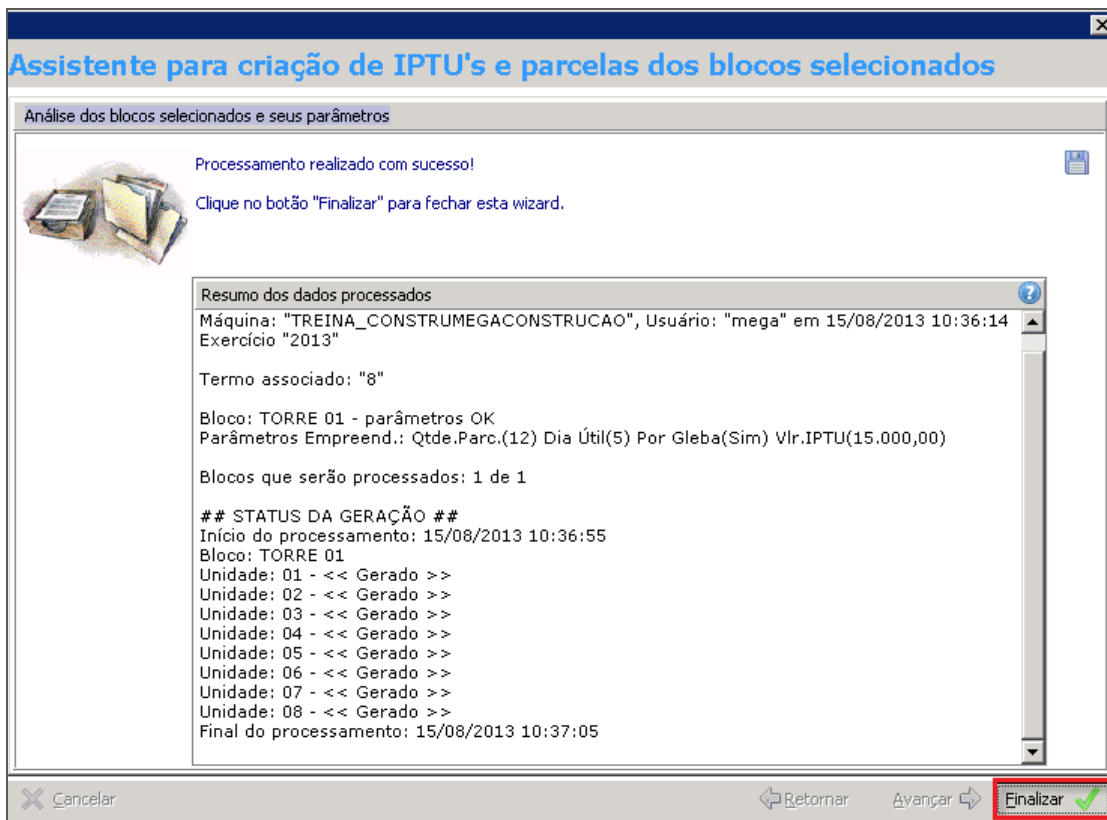 Assistente para criação de IPTU's e parcelas dos blocos selecionados
Análise dos blocos selecionados e seus parâmetros
Processamento realizado com sucesso!
Clique no botão "Finalizar" para fechar esta wizard.
Resumo dos dados processados
Máquina: "TREINA_CONSTRUMEGACONSTRUCAO", Usuário: "mega" em 15/08/2013 10:36:14
Exercício "2013"
Termo associado: "8"
Bloco: TORRE 01 - parâmetros OK
Parâmetros Empreend.: Qtde.Parc.(12) Dia Útil(5) Por Gleba(Sim) Vlr.IPTU(15.000,00)
Blocos que serão processados: 1 de 1
## STATUS DA GERAÇÃO ##
Início do processamento: 15/08/2013 10:36:55
Bloco: TORRE 01
Unidade: 01 - << Gerado >>
Unidade: 02 - << Gerado >>
Unidade: 03 - << Gerado >>
Unidade: 04 - << Gerado >>
Unidade: 05 - << Gerado >>
Unidade: 06 - << Gerado >>
Unidade: 07 - << Gerado >>
Unidade: 08 - << Gerado >>
Final do processamento: 15/08/2013 10:37:05
Cancelar Retornar Avançar Finalizar